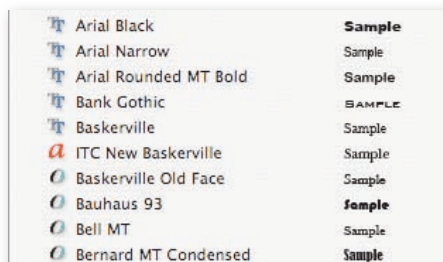 Arial Black Sample
Arial Narrow Sample
Arial Rounded MT Bold Sample
Bank Gothic SAMPLE
Baskerville Sample
ITC New Baskerville Sample
Baskerville Old Face Sample
Bauhaus 93 Sample
Bell MT Sample
Bernard MT Condensed Sample